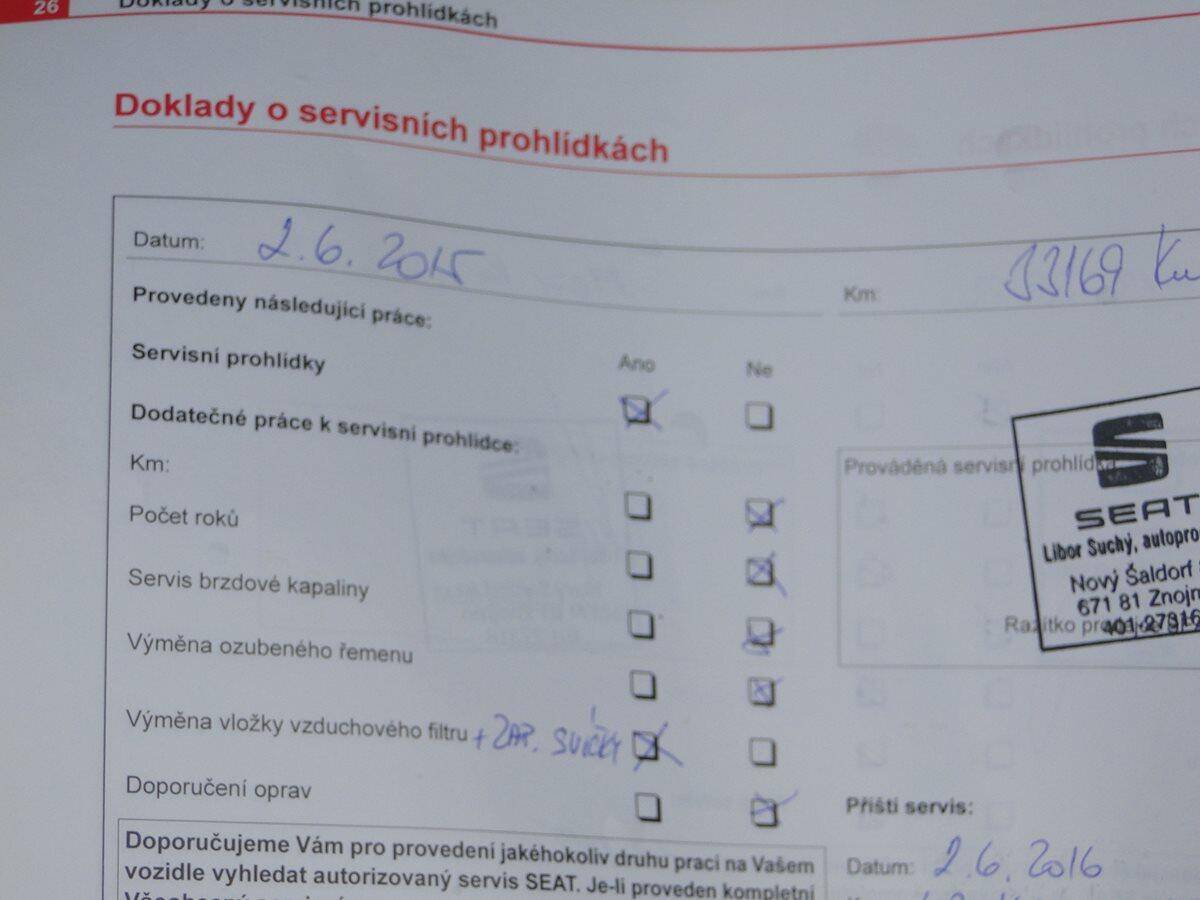 26 Doklady o servisních prohlídkách
Doklady o servisních prohlídkách
Datum: 2.6. 2015
Km: 33169 Km
Provedeny následující práce:
Servisní prohlídky
Ano Ne
Dodatečné práce k servisní prohlídce:
Km:
Počet roků
Servis brzdové kapaliny
Výměna ozubeného řemenu
Výměna vložky vzduchového filtru + ZAP. SVÍČKY
Doporučení oprav
Prováděná servisní prohlídka
SEAT
Libor Suchý, autopro
Nový Šaldorf
671 81 Znojm
Razítko
401-27916
Příští servis:
Datum: 2.6. 2016
Doporučujeme Vám pro provedení jakéhokoliv druhu prací na Vašem
vozidle vyhledat autorizovaný servis SEAT. Je-li proveden kompletní